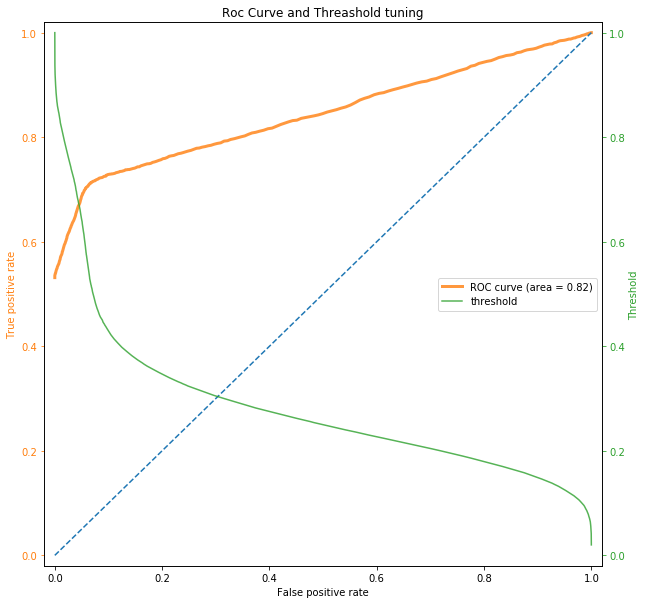 Roc Curve and Threashold tuning
1.0
0.8
0.6
0.4
0.2
0.0
True positive rate
ROC curve (area = 0.82)
threshold
1.0
0.8
0.6
0.4
0.2
0.0
Threshold
0.0 0.2 0.4 0.6 0.8 1.0
False positive rate